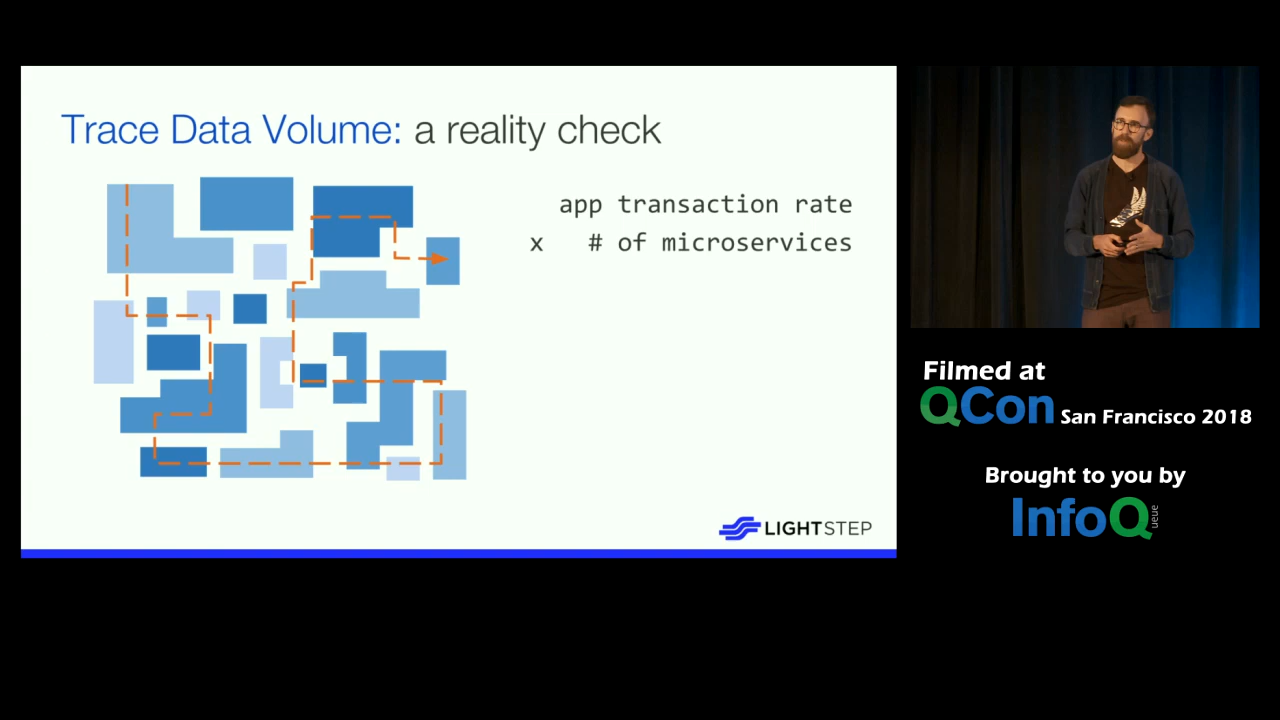 Trace Data Volume: a reality check
app transaction rate
x # of microservices
LIGHTSTEP
Filmed at
QCon San Francisco 2018
Brought to you by
InfoQ
ueue